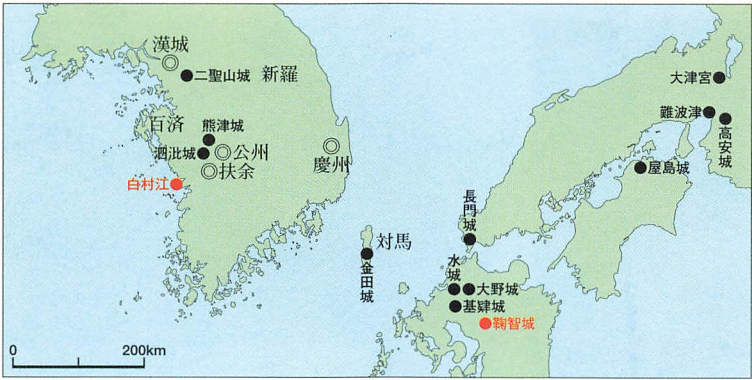 漢城
二聖山城
新羅
百済
熊津城
泗沘城
公州
扶余
慶州
白村江
対馬
金田城
長門城
水城
大野城
基肄城
鞠智城
大津宮
難波津
高安城
屋島城
0
200km